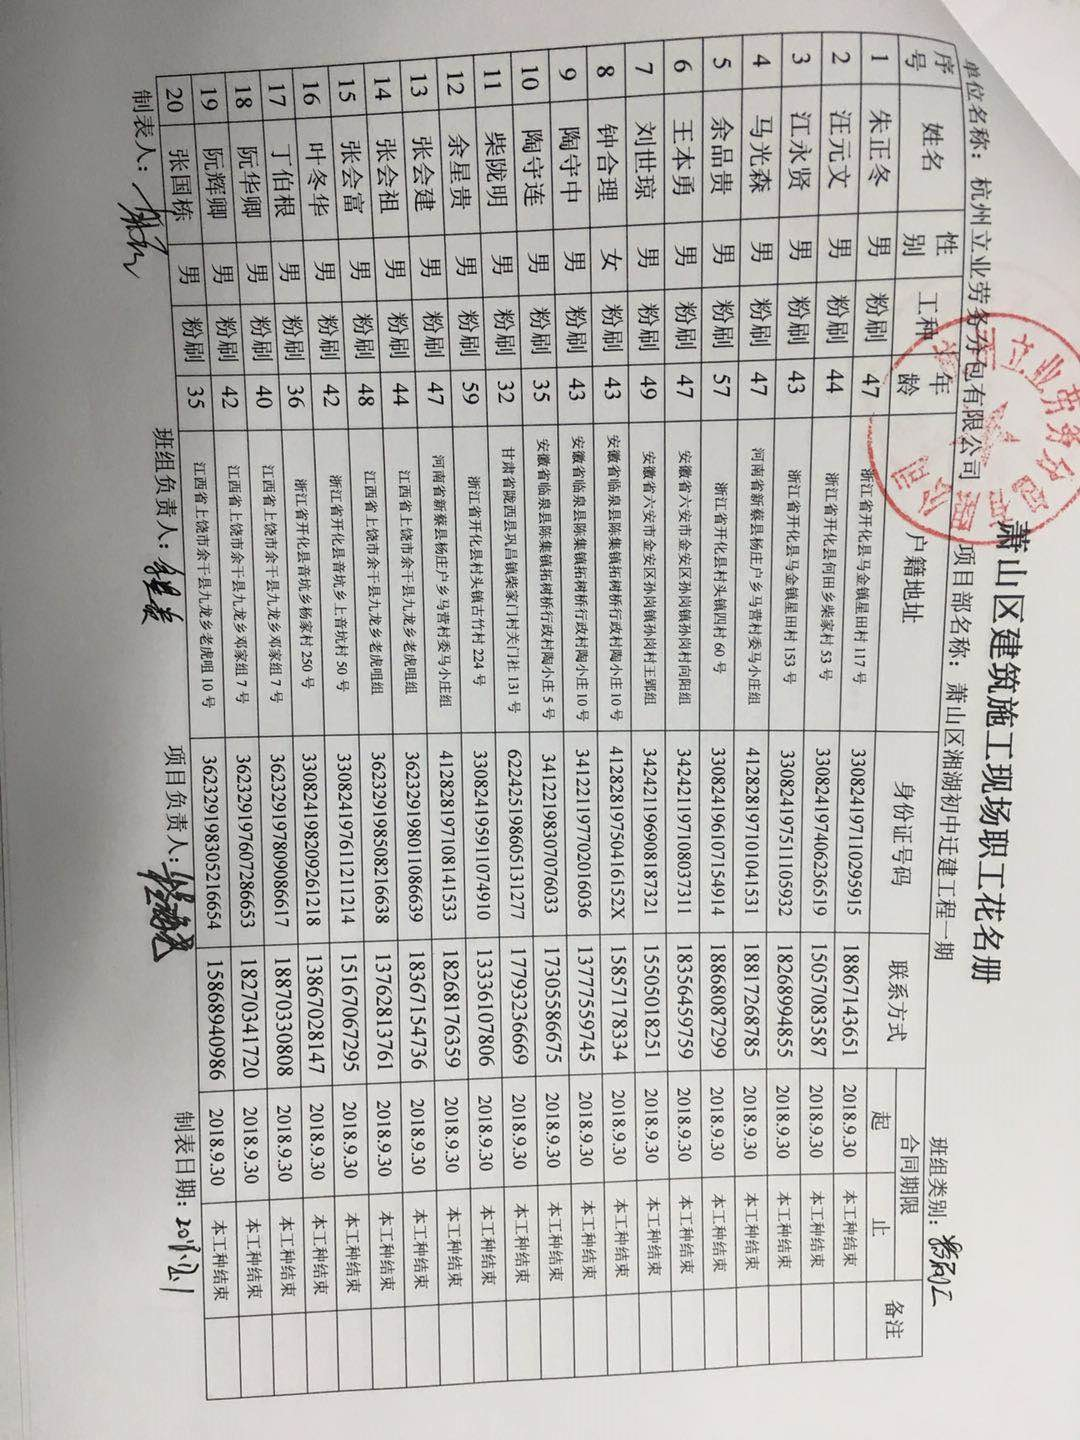 萧山区建筑施工现场职工花名册
单位名称：杭州立业劳务分包有限公司 项目部名称：萧山区湘湖初中迁建工程一期 班组类别：粉刷工
序号 姓名 性别 工种 年龄 户籍地址 身份证号码 联系方式 合同期限 备注
起 止
1 朱正冬 男 粉刷 47 浙江省开化县马金镇星田村 117 号 330824197110295915 18867143651 2018.9.30 本工种结束
2 汪元文 男 粉刷 44 浙江省开化县何田乡柴家村 53 号 330824197406236519 15057083587 2018.9.30 本工种结束
3 江永贤 男 粉刷 43 浙江省开化县马金镇星田村 153 号 330824197511105932 18268994855 2018.9.30 本工种结束
4 马光森 男 粉刷 47 河南省新蔡县杨庄户乡马营村委马小庄组 412828197101041531 18817268785 2018.9.30 本工种结束
5 余品贵 男 粉刷 57 浙江省开化县村头镇四村 60 号 330824196107154914 18868087299 2018.9.30 本工种结束
6 王本勇 男 粉刷 47 安徽省六安市金安区孙岗镇孙岗村向阳组 342421197108037311 18356459759 2018.9.30 本工种结束
7 刘世琼 男 粉刷 49 安徽省六安市金安区孙岗镇孙岗村王郢组 342421196908187321 15505018251 2018.9.30 本工种结束
8 钟合理 女 粉刷 43 安徽省临泉县陈集镇拓树桥行政村陶小庄 10 号 41282819750416152X 15857178334 2018.9.30 本工种结束
9 陶守中 男 粉刷 43 安徽省临泉县陈集镇拓树桥行政村陶小庄 10 号 341221197702016036 13777559745 2018.9.30 本工种结束
10 陶守连 男 粉刷 35 安徽省临泉县陈集镇拓树桥行政村陶小庄 5 号 341221198307076033 17305586675 2018.9.30 本工种结束
11 柴陇明 男 粉刷 32 甘肃省陇西县巩昌镇柴家门村关门社 131 号 622425198605131277 17793236669 2018.9.30 本工种结束
12 余星贵 男 粉刷 59 浙江省开化县村头镇古竹村 224 号 330824195911074910 13336107806 2018.9.30 本工种结束
13 张会建 男 粉刷 47 河南省新蔡县杨庄户乡马营村委马小庄组 412828197108141533 18268176359 2018.9.30 本工种结束
14 张会祖 男 粉刷 44 江西省上饶市余干县九龙乡老虎咀组 362329198011086639 18367154736 2018.9.30 本工种结束
15 张会富 男 粉刷 48 江西省上饶市余干县九龙乡老虎咀组 362329198508216638 13762813761 2018.9.30 本工种结束
16 叶冬华 男 粉刷 42 浙江省开化县音坑乡上音坑村 50 号 330824197611211214 15167067295 2018.9.30 本工种结束
17 丁伯根 男 粉刷 36 浙江省开化县音坑乡杨家村 250 号 330824198209261218 13867028147 2018.9.30 本工种结束
18 阮华卿 男 粉刷 40 江西省上饶市余干县九龙乡邓家组 7 号 362329197809086617 18870330808 2018.9.30 本工种结束
19 阮辉卿 男 粉刷 42 江西省上饶市余干县九龙乡邓家组 7 号 362329197607286653 18270341720 2018.9.30 本工种结束
20 张国栋 男 粉刷 35 江西省上饶市余干县九龙乡老虎咀 10 号 362329198305216654 15868940986 2018.9.30 本工种结束
制表人： 班组负责人： 项目负责人： 制表日期：